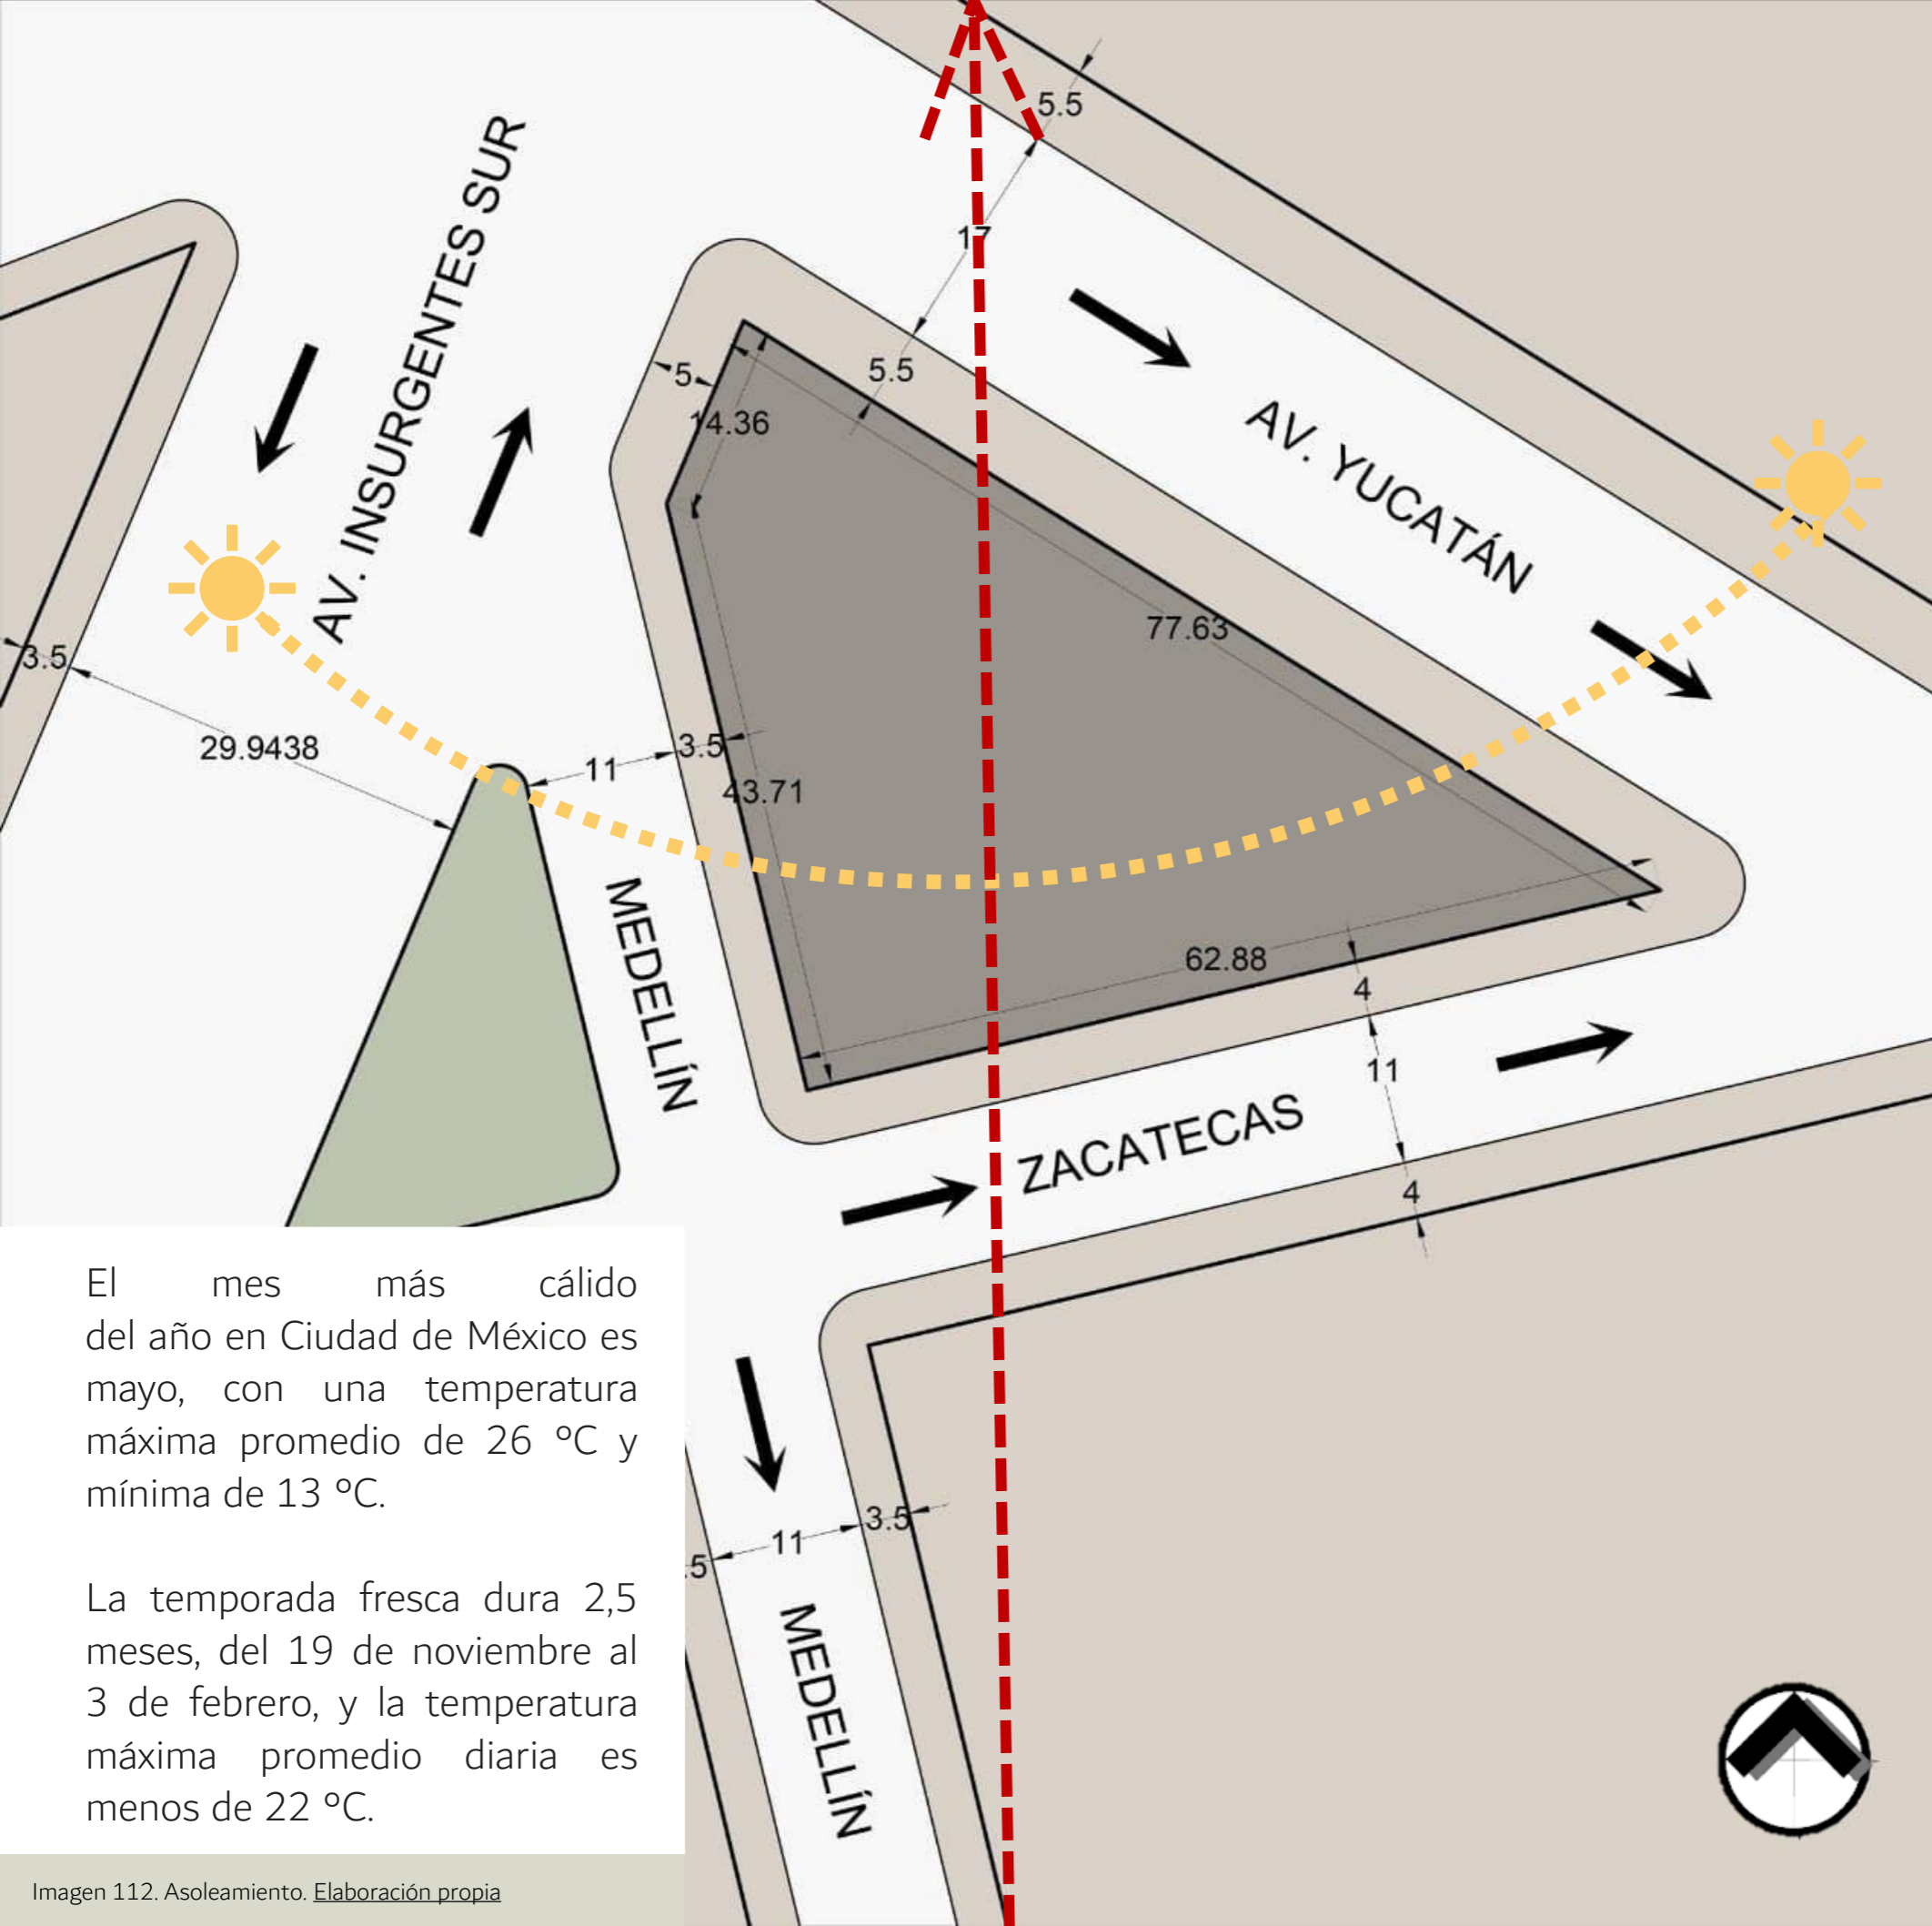 5.5
17
AV. INSURGENTES SUR
5
5.5
14.36
AV. YUCATÁN
77.63
3.5
29.9438
11
3.5
43.71
MEDELLÍN
62.88
4
11
ZACATECAS
4
El mes más cálido
del año en Ciudad de México es
mayo, con una temperatura
máxima promedio de 26 °C y
mínima de 13 °C.
La temporada fresca dura 2,5
meses, del 19 de noviembre al
3 de febrero, y la temperatura
máxima promedio diaria es
menos de 22 °C.
3.5
11
.5
MEDELLÍN
Imagen 112. Asoleamiento. Elaboración propia